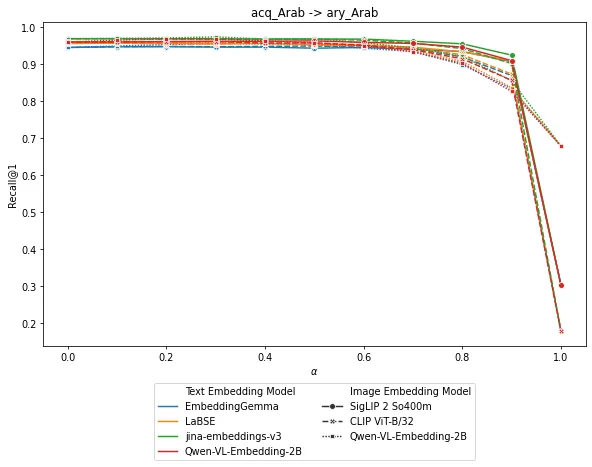 acq_Arab -> ary_Arab
Recall@1
1.0
0.9
0.8
0.7
0.6
0.5
0.4
0.3
0.2
0.0 0.2 0.4 0.6 0.8 1.0
α
Text Embedding Model Image Embedding Model
EmbeddingGemma SigLIP 2 So400m
LaBSE CLIP ViT-B/32
jina-embeddings-v3 Qwen-VL-Embedding-2B
Qwen-VL-Embedding-2B